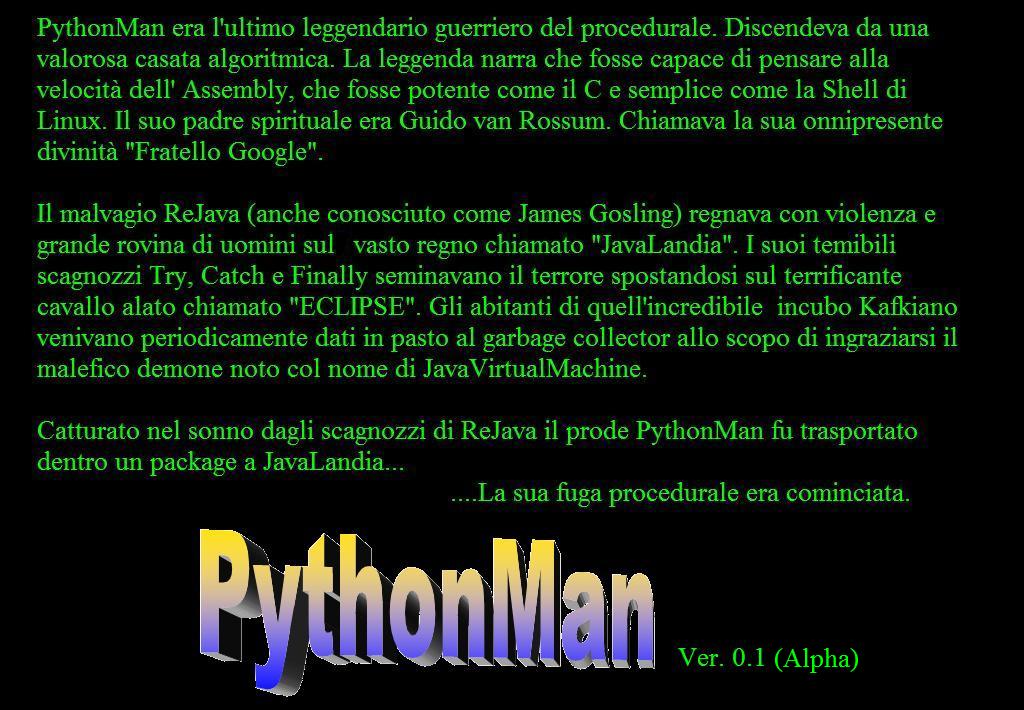 PythonMan era l'ultimo leggendario guerriero del procedurale. Discendeva da una
valorosa casata algoritmica. La leggenda narra che fosse capace di pensare alla
velocità dell' Assembly, che fosse potente come il C e semplice come la Shell di
Linux. Il suo padre spirituale era Guido van Rossum. Chiamava la sua onnipresente
divinità "Fratello Google".
Il malvagio ReJava (anche conosciuto come James Gosling) regnava con violenza e
grande rovina di uomini sul vasto regno chiamato "JavaLandia". I suoi temibili
scagnozzi Try, Catch e Finally seminavano il terrore spostandosi sul terrificante
cavallo alato chiamato "ECLIPSE". Gli abitanti di quell'incredibile incubo Kafkiano
venivano periodicamente dati in pasto al garbage collector allo scopo di ingraziarsi il
malefico demone noto col nome di JavaVirtualMachine.
Catturato nel sonno dagli scagnozzi di ReJava il prode PythonMan fu trasportato
dentro un package a JavaLandia...
....La sua fuga procedurale era cominciata.
PythonMan
Ver. 0.1 (Alpha)